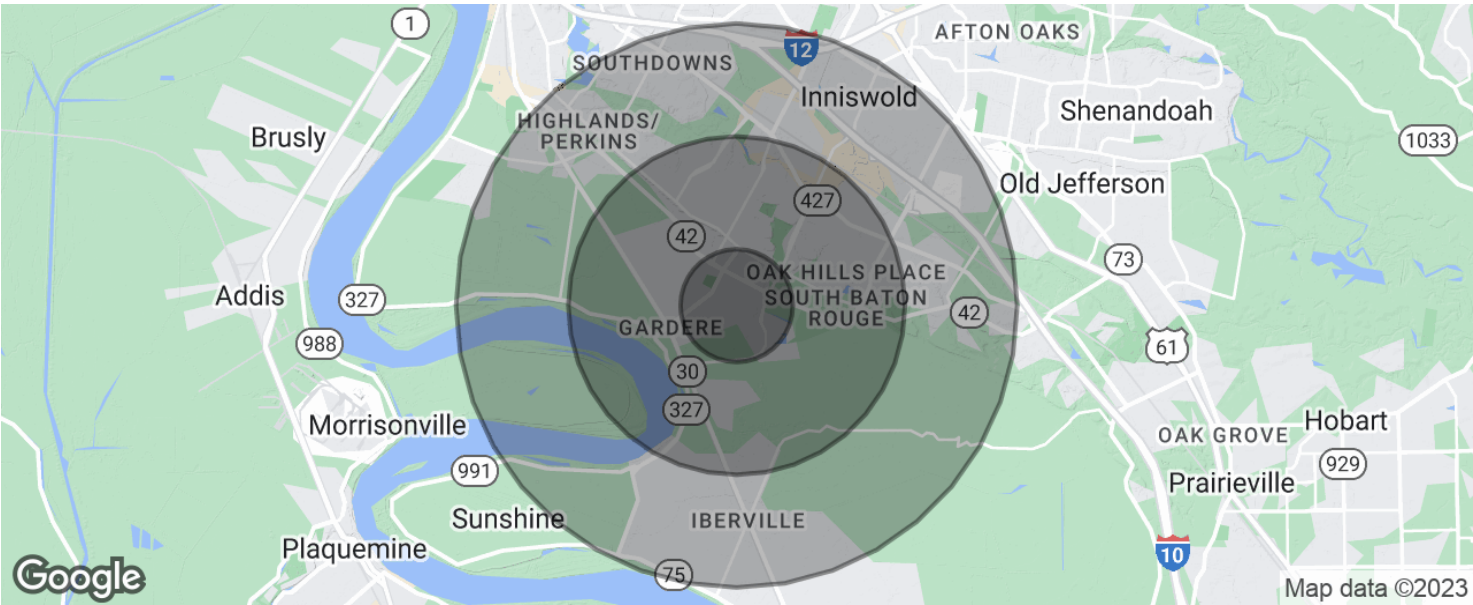 1
AFTON OAKS
12
SOUTHDOWNS
Inniswold
Shenandoah
HIGHLANDS/
PERKINS
Brusly
1033
Old Jefferson
427
42
73
OAK HILLS PLACE
Addis
327
SOUTH BATON
ROUGE
42
GARDERE
988
61
30
327
Morrisonville
Hobart
OAK GROVE
991
929
Prairieville
Sunshine
IBERVILLE
Plaquemine
10
75
Google
Map data ©2023